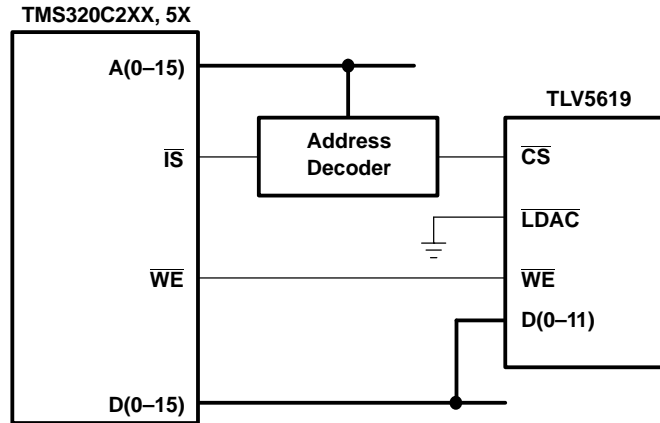 TMS320C2XX, 5X
A(0–15)
TLV5619
Address
Decoder
IS
CS
LDAC
WE
WE
D(0–11)
D(0–15)